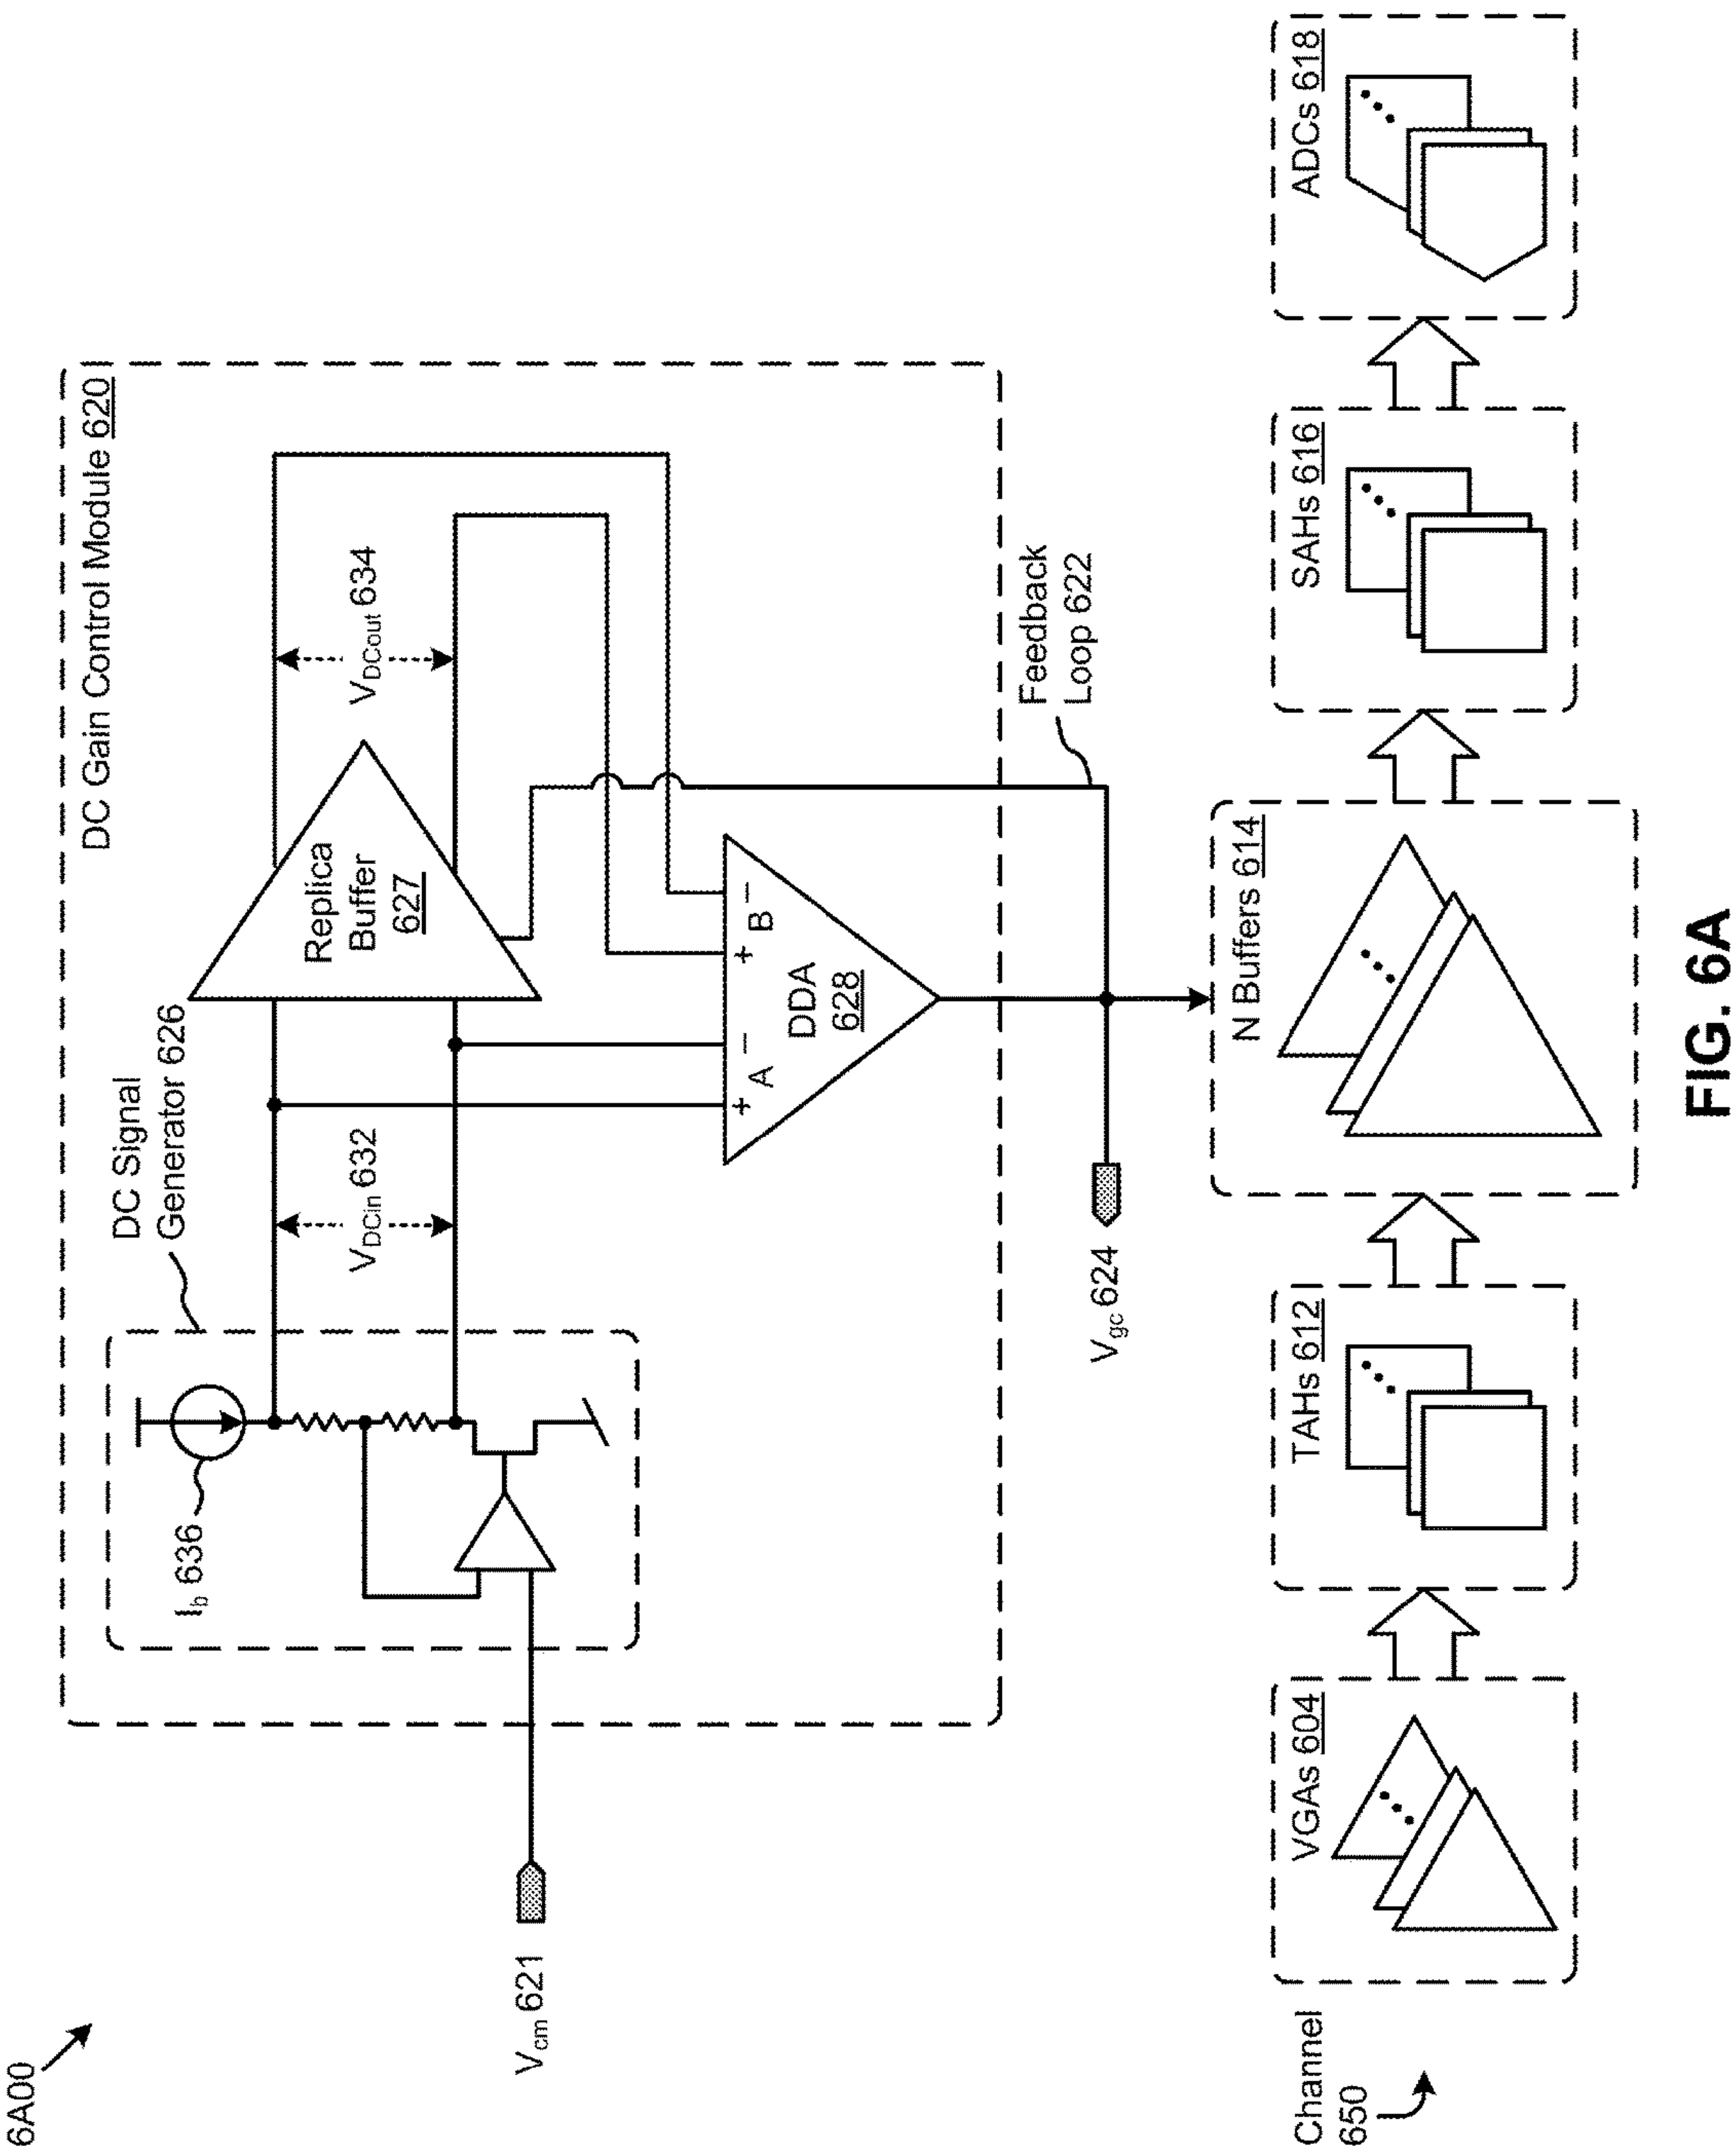 6A00
DC Gain Control Module 620
DC Signal
Generator 626
I_b 636
V_DCin 632
V_DCout 634
Replica
Buffer
627
+ A − + B −
DDA
628
V_cm 621
V_gc 624
Feedback
Loop 622
Channel
650
VGAs 604
TAHs 612
N Buffers 614
SAHs 616
ADCs 618
FIG. 6A